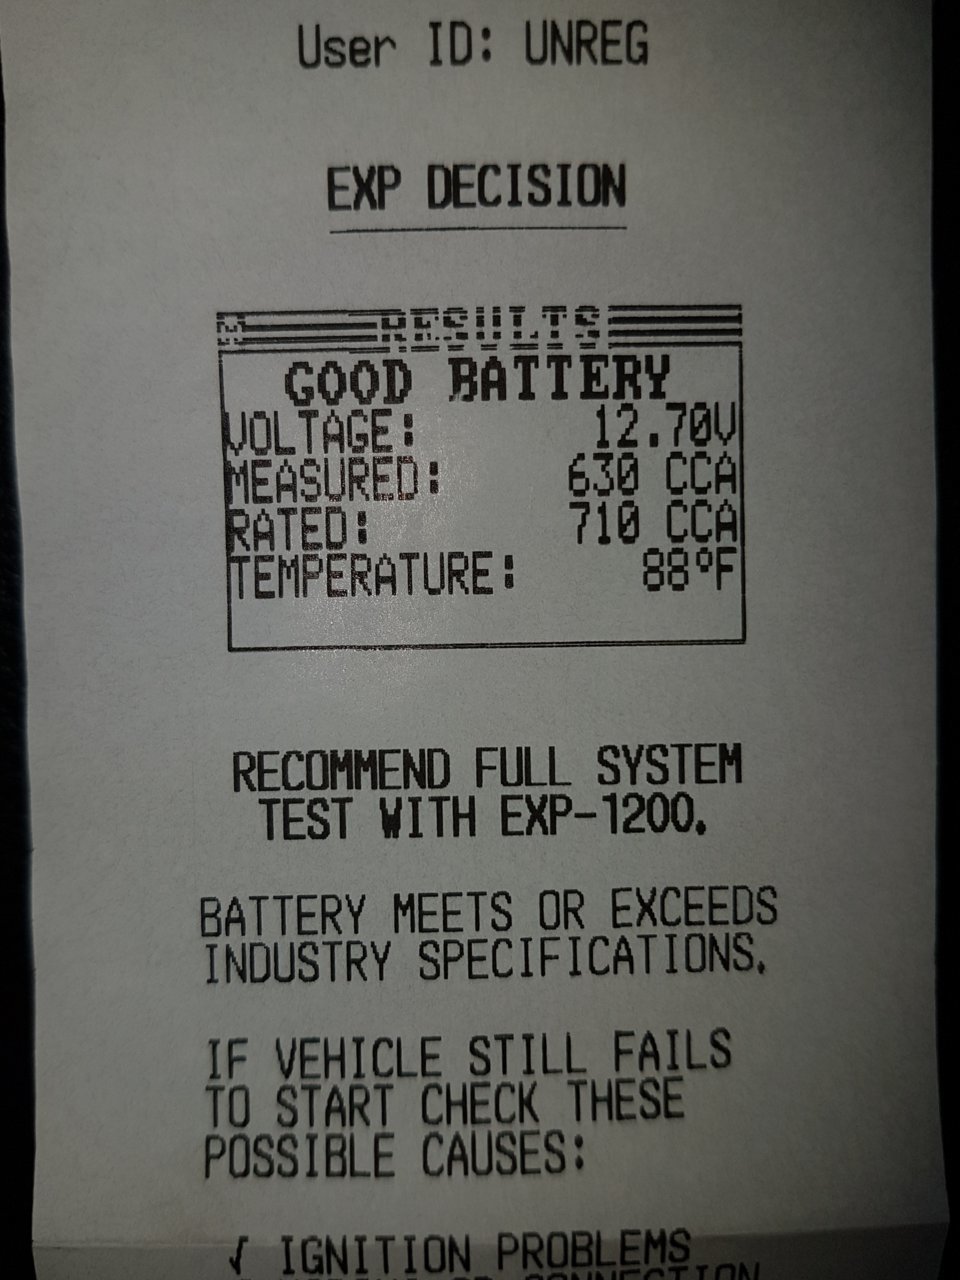 User ID: UNREG
EXP DECISION
RESULTS
GOOD BATTERY
VOLTAGE: 12.70V
MEASURED: 630 CCA
RATED: 710 CCA
TEMPERATURE: 88°F
RECOMMEND FULL SYSTEM
TEST WITH EXP-1200.
BATTERY MEETS OR EXCEEDS
INDUSTRY SPECIFICATIONS.
IF VEHICLE STILL FAILS
TO START CHECK THESE
POSSIBLE CAUSES:
√ IGNITION PROBLEMS
CONNECTION